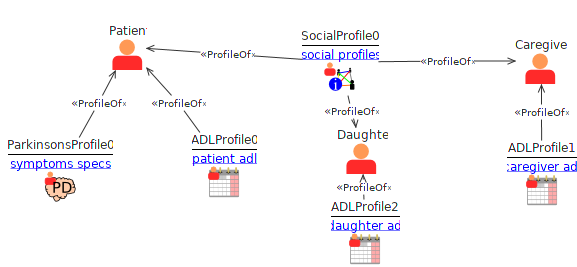 Patient
SocialProfile0
social profiles
Caregive
«ProfileOf»
«ProfileOf»
«ProfileOf»
«ProfileOf»
«ProfileOf»
«ProfileOf»
Daughte
ParkinsonsProfile0
symptoms specs
ADLProfile0
patient adl
ADLProfile1
caregiver ad
PD
«ProfileOf»
ADLProfile2
daughter ad
i